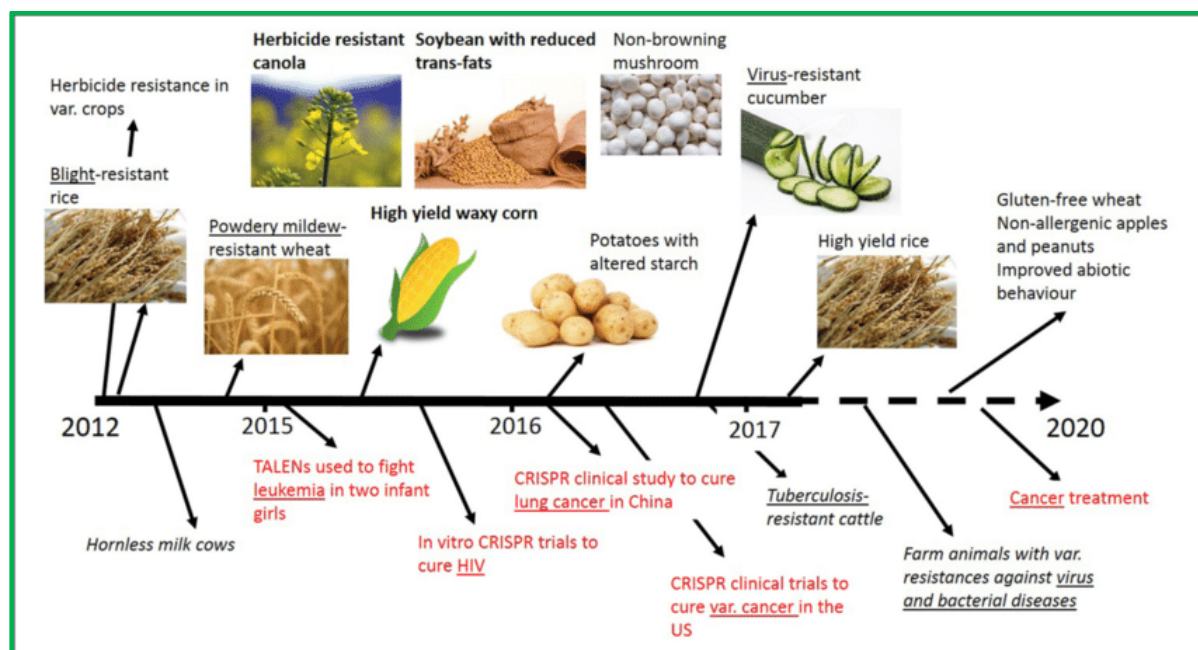 Herbicide resistance in
var. crops
Blight-resistant
rice
Powdery mildew-
resistant wheat
Herbicide resistant
canola
Soybean with reduced
trans-fats
High yield waxy corn
Non-browning
mushroom
Potatoes with
altered starch
Virus-resistant
cucumber
High yield rice
Gluten-free wheat
Non-allergenic apples
and peanuts
Improved abiotic
behaviour
2012
2015
2016
2017
2020
Hornless milk cows
TALENs used to fight
leukemia in two infant
girls
In vitro CRISPR trials to
cure HIV
CRISPR clinical study to cure
lung cancer in China
CRISPR clinical trials to
cure var. cancer in the
US
Tuberculosis-
resistant cattle
Farm animals with var.
resistances against virus
and bacterial diseases
Cancer treatment